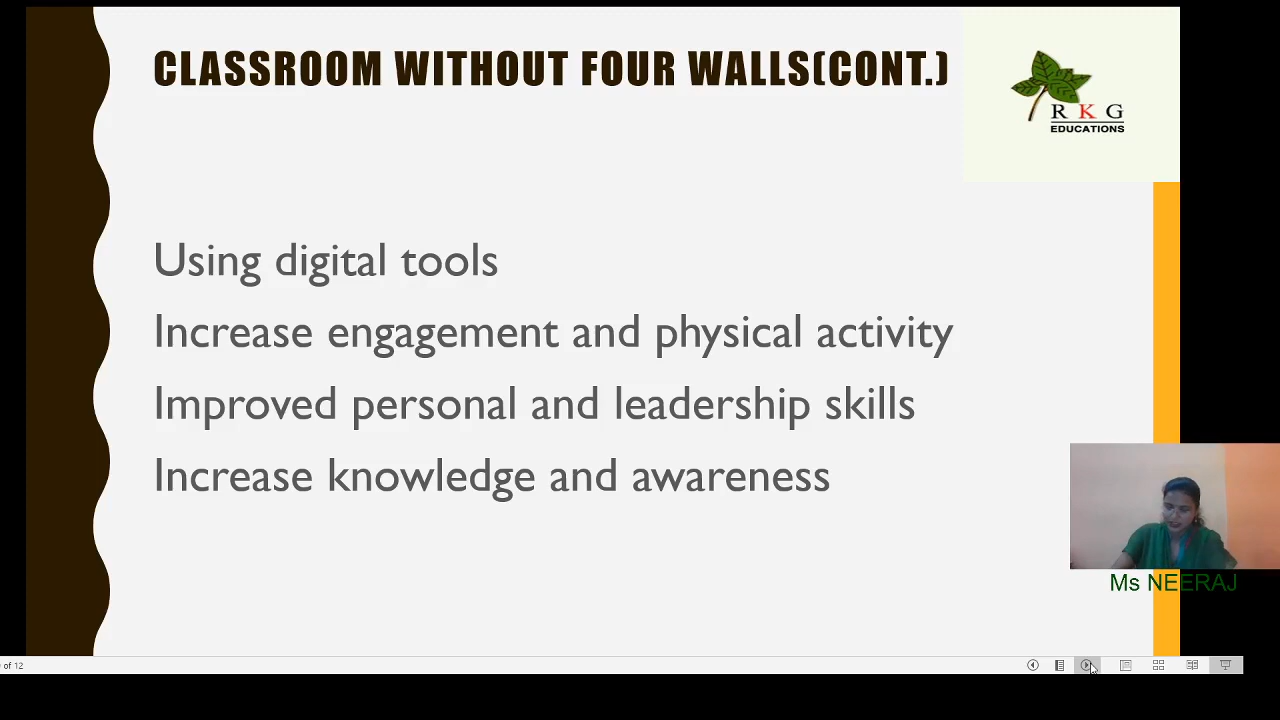 CLASSROOM WITHOUT FOUR WALLS(CONT.)
R K G
EDUCATIONS
Using digital tools
Increase engagement and physical activity
Improved personal and leadership skills
Increase knowledge and awareness
Ms NEERAJ
of 12